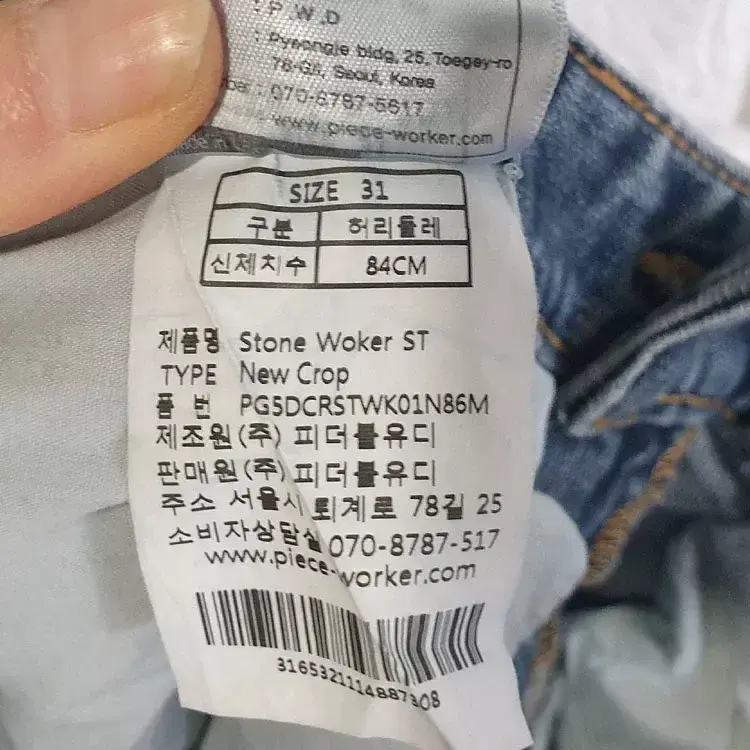 : P.W.D
: Pyeongje bldg, 25, Toegey-ro
78-Gil, Seoul, Korea
: 070-8787-5517
www.piece-worker.com
SIZE 31
구분 허리둘레
신체치수 84CM
제품명 Stone Woker ST
TYPE New Crop
품 번 PG5DCRSTWK01N86M
제조원(주) 피더블유디
판매원(주) 피더블유디
주소 서울시 퇴계로 78길 25
소비자상담실 070-8787-517
www.piece-worker.com
3165321114887308